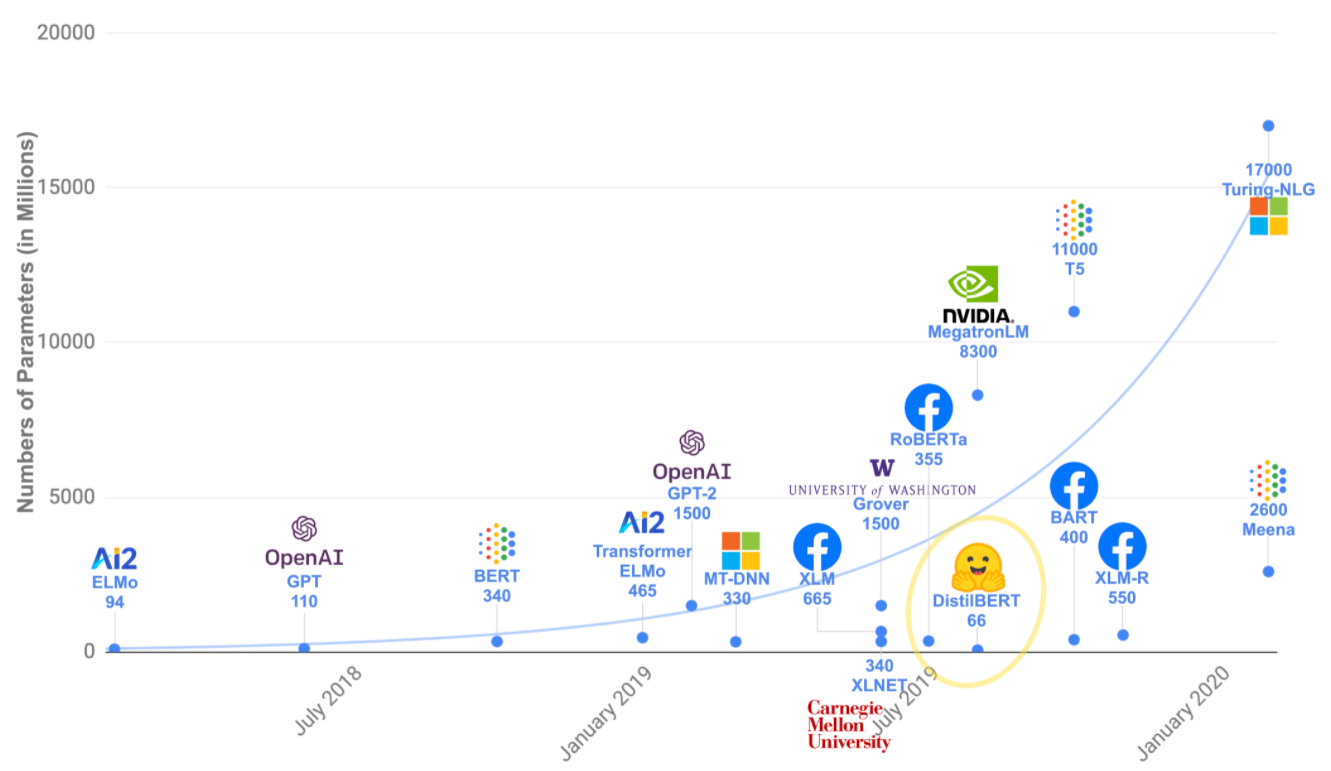 Numbers of Parameters (in Millions)
20000
15000
10000
5000
0
Ai2
ELMo
94
OpenAI
GPT
110
BERT
340
Ai2
Transformer
ELMo
465
OpenAI
GPT-2
1500
MT-DNN
330
XLM
665
W
UNIVERSITY of WASHINGTON
Grover
1500
340
XLNET
Carnegie
Mellon
University
RoBERTa
355
NVIDIA.
MegatronLM
8300
DistilBERT
66
11000
T5
BART
400
XLM-R
550
17000
Turing-NLG
2600
Meena
July 2018
January 2019
July 2019
January 2020